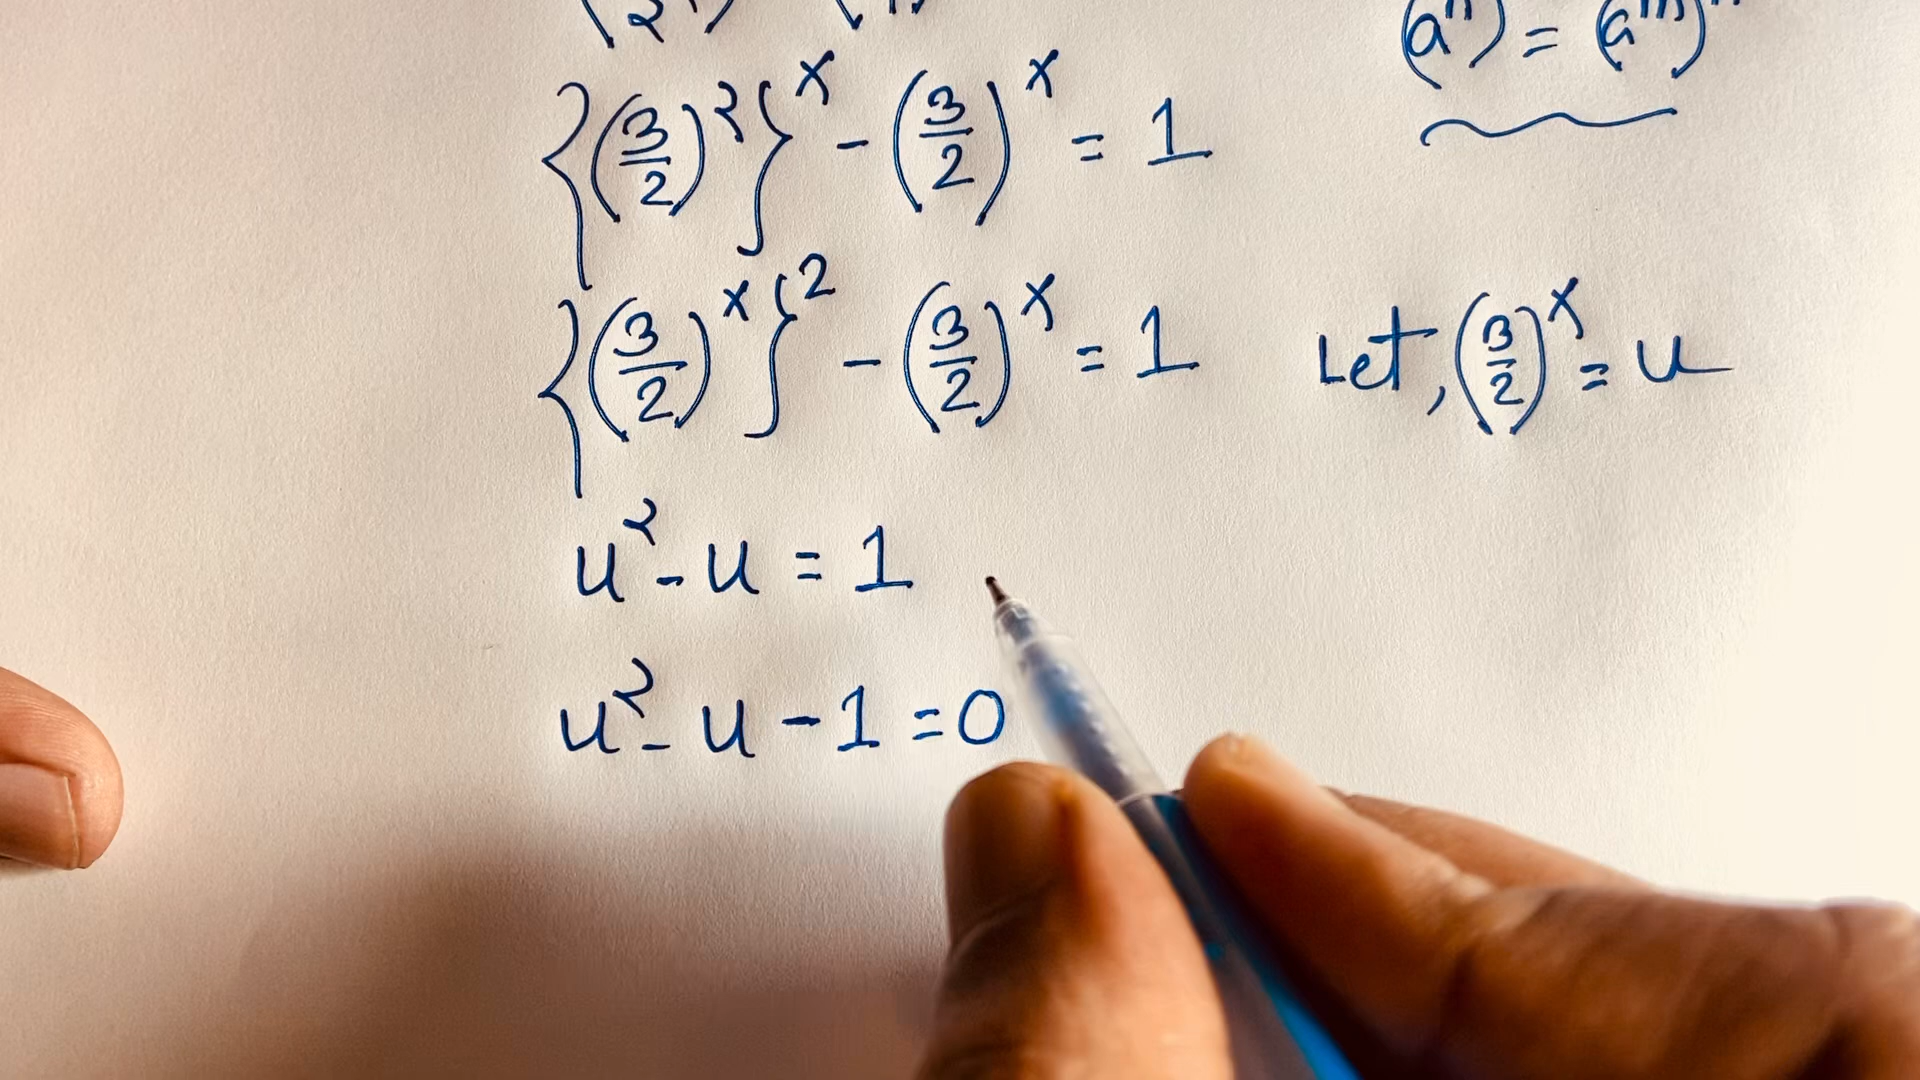 {(3/2)²}ˣ - (3/2)ˣ = 1
{(3/2)ˣ}² - (3/2)ˣ = 1 Let, (3/2)ˣ = u
u² - u = 1
u² - u - 1 = 0